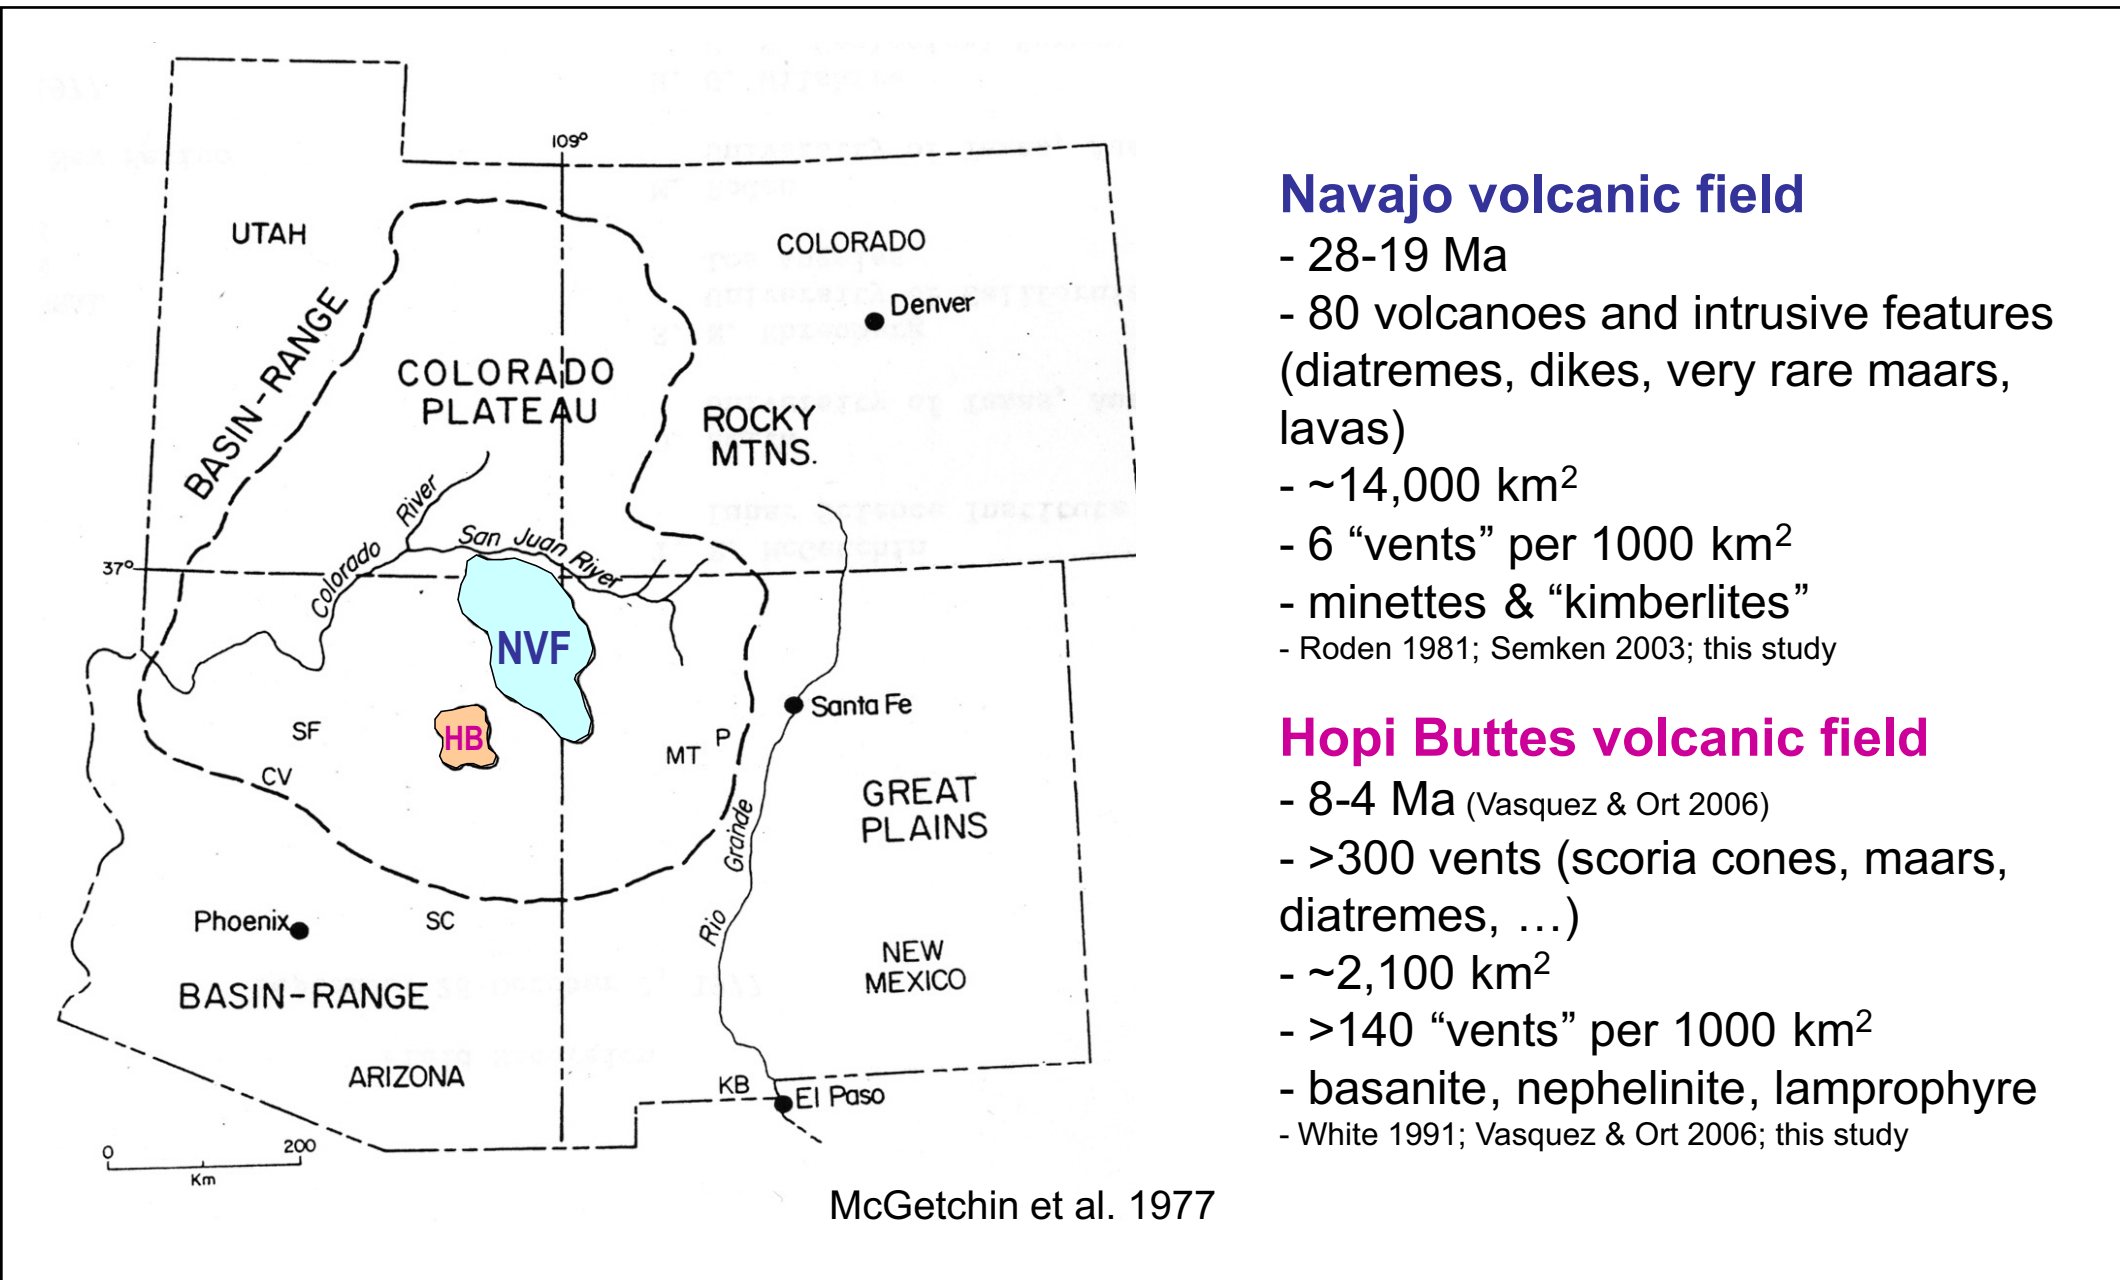 109°
UTAH
COLORADO
Denver
BASIN-RANGE
COLORADO
PLATEAU
ROCKY
MTNS.
River
Colorado
San Juan River
37°
NVF
HB
SF
CV
Santa Fe
P
MT
GREAT
PLAINS
Rio Grande
Phoenix
SC
NEW
MEXICO
BASIN-RANGE
ARIZONA
KB
El Paso
0 200
Km
McGetchin et al. 1977
Navajo volcanic field
- 28-19 Ma
- 80 volcanoes and intrusive features
(diatremes, dikes, very rare maars,
lavas)
- ~14,000 km²
- 6 “vents” per 1000 km²
- minettes & “kimberlites”
- Roden 1981; Semken 2003; this study
Hopi Buttes volcanic field
- 8-4 Ma (Vasquez & Ort 2006)
- >300 vents (scoria cones, maars,
diatremes, …)
- ~2,100 km²
- >140 “vents” per 1000 km²
- basanite, nephelinite, lamprophyre
- White 1991; Vasquez & Ort 2006; this study